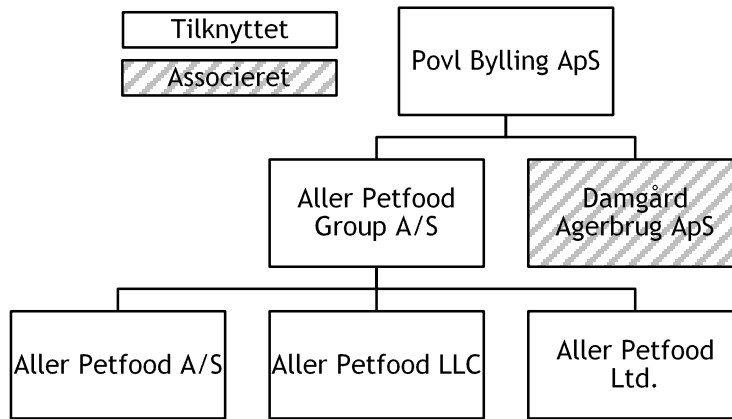 Tilknyttet
Associeret
Povl Bylling ApS
Aller Petfood
Group A/S
Damgård
Agerbrug ApS
Aller Petfood A/S
Aller Petfood LLC
Aller Petfood
Ltd.